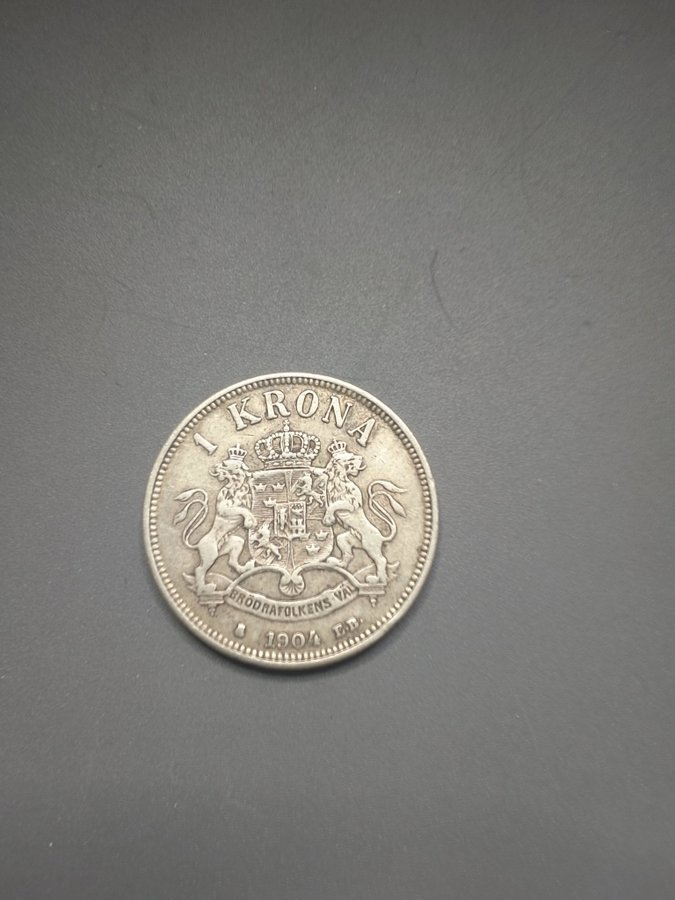 1 KRONA
BRÖDRAFOLKENS VÄL
1904 E.B.